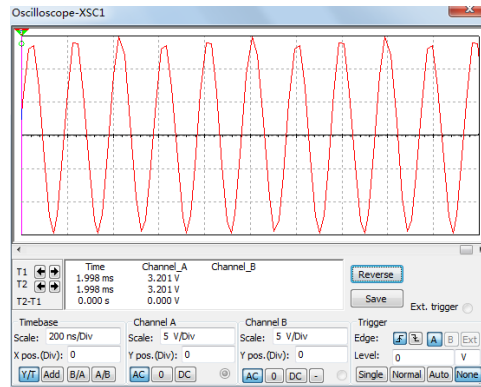 Oscilloscope-XSC1
Time Channel_A Channel_B
T1 1.998 ms 3.201 V
T2 1.998 ms 3.201 V
T2-T1 0.000 s 0.000 V
Reverse
Save
Ext. trigger
Timebase
Scale: 200 ns/Div
X pos.(Div): 0
Y/T Add B/A A/B
Channel A
Scale: 5 V/Div
Y pos.(Div): 0
AC 0 DC
Channel B
Scale: 5 V/Div
Y pos.(Div): 0
AC 0 DC -
Trigger
Edge: A B Ext
Level: 0 V
Single Normal Auto None